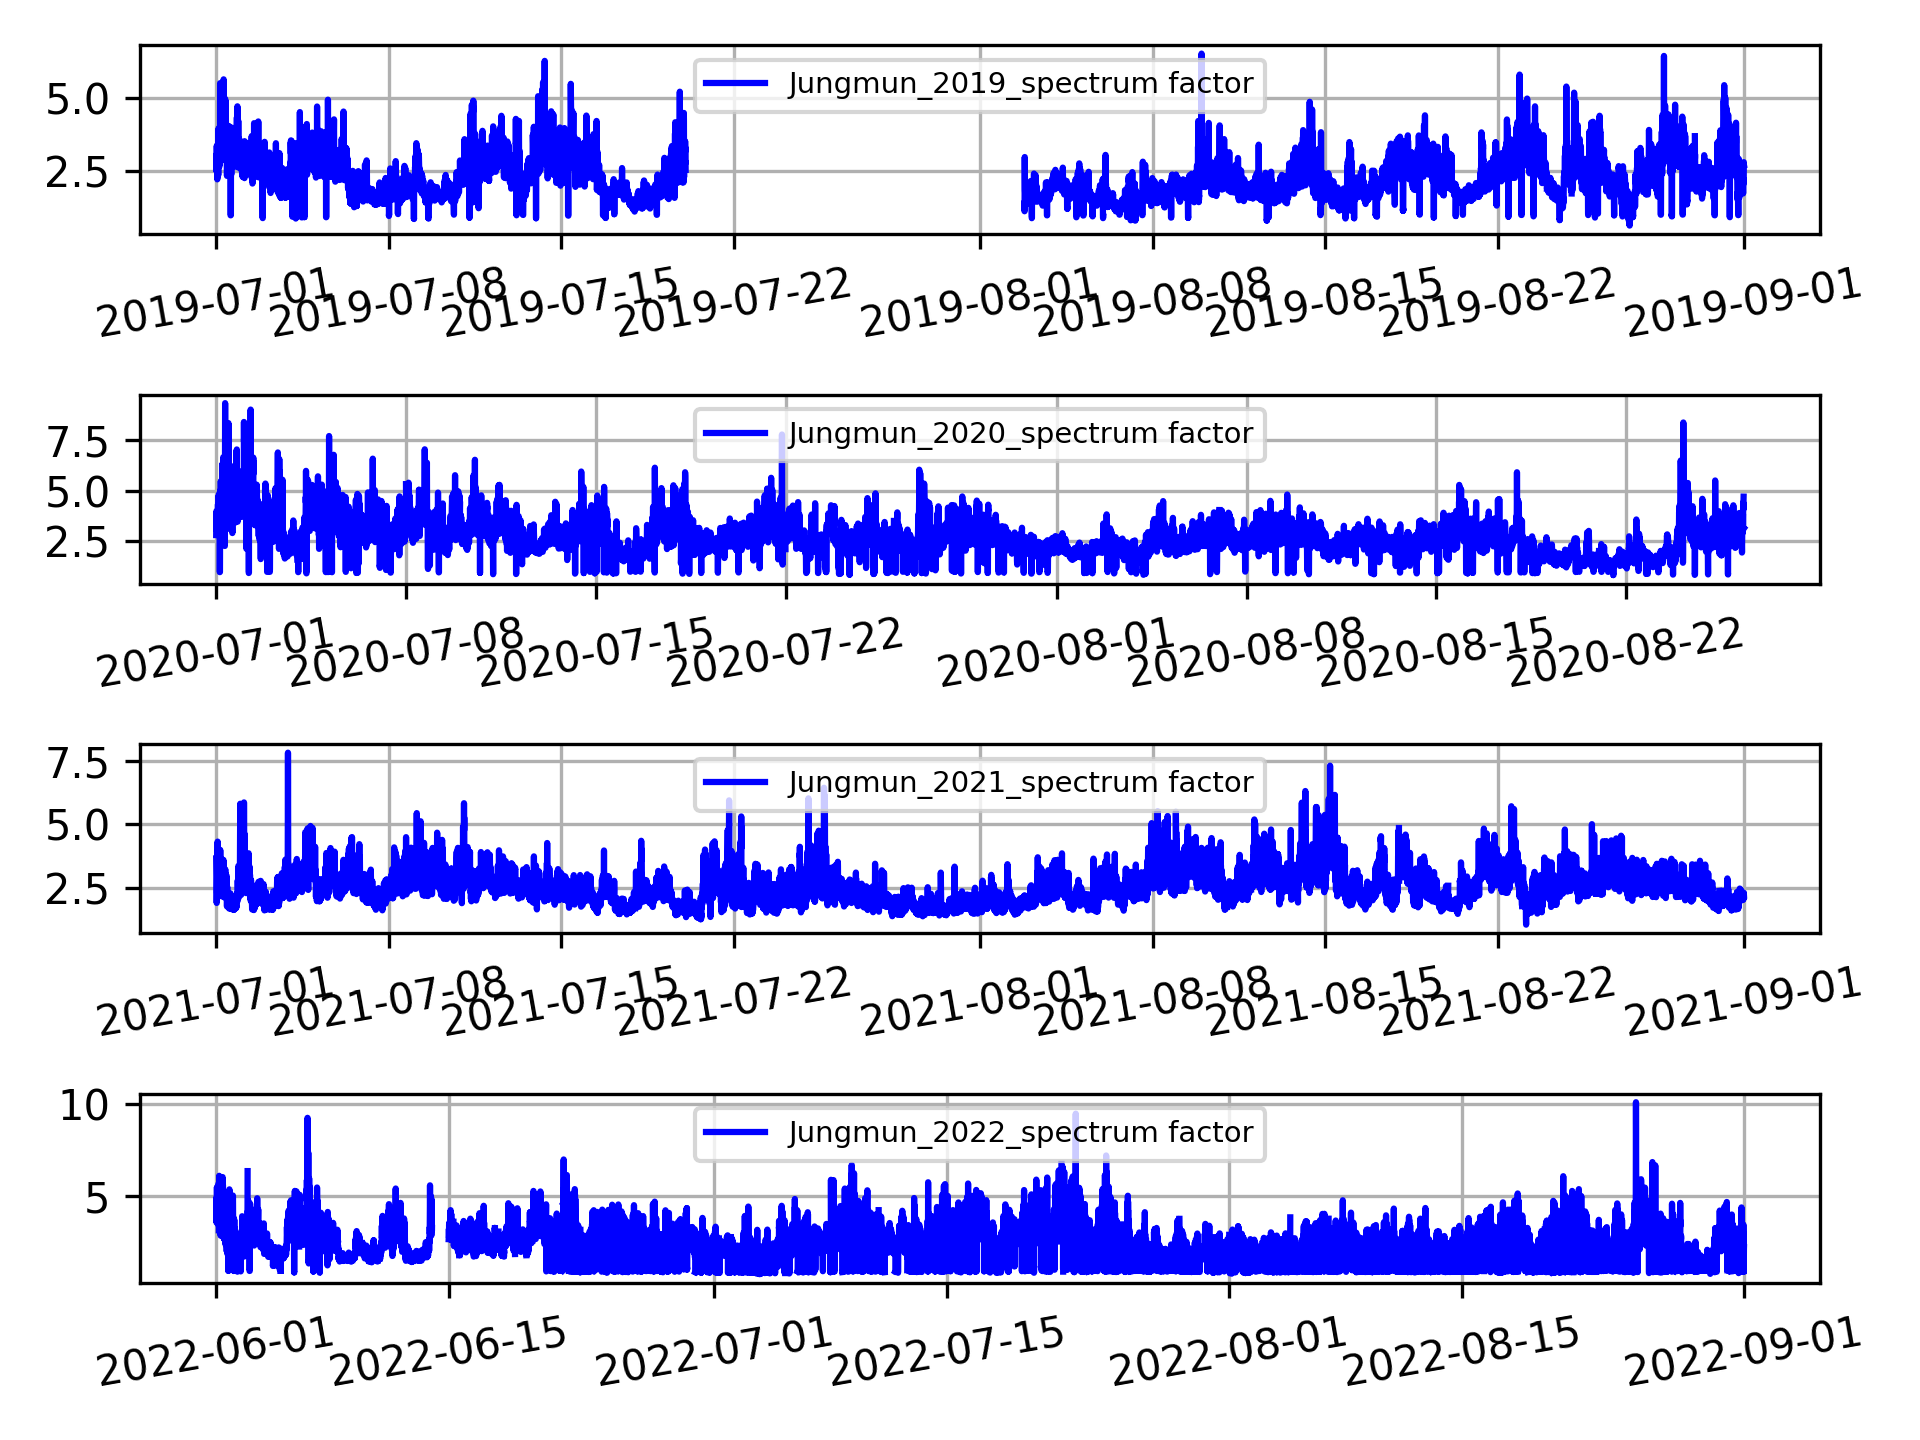 Jungmun_2019_spectrum factor
5.0
2.5
2019-07-01 2019-07-08 2019-07-15 2019-07-22 2019-08-01 2019-08-08 2019-08-15 2019-08-22 2019-09-01
Jungmun_2020_spectrum factor
7.5
5.0
2.5
2020-07-01 2020-07-08 2020-07-15 2020-07-22 2020-08-01 2020-08-08 2020-08-15 2020-08-22
7.5
Jungmun_2021_spectrum factor
5.0
2.5
2021-07-01 2021-07-08 2021-07-15 2021-07-22 2021-08-01 2021-08-08 2021-08-15 2021-08-22 2021-09-01
10
Jungmun_2022_spectrum factor
5
2022-06-01 2022-06-15 2022-07-01 2022-07-15 2022-08-01 2022-08-15 2022-09-01